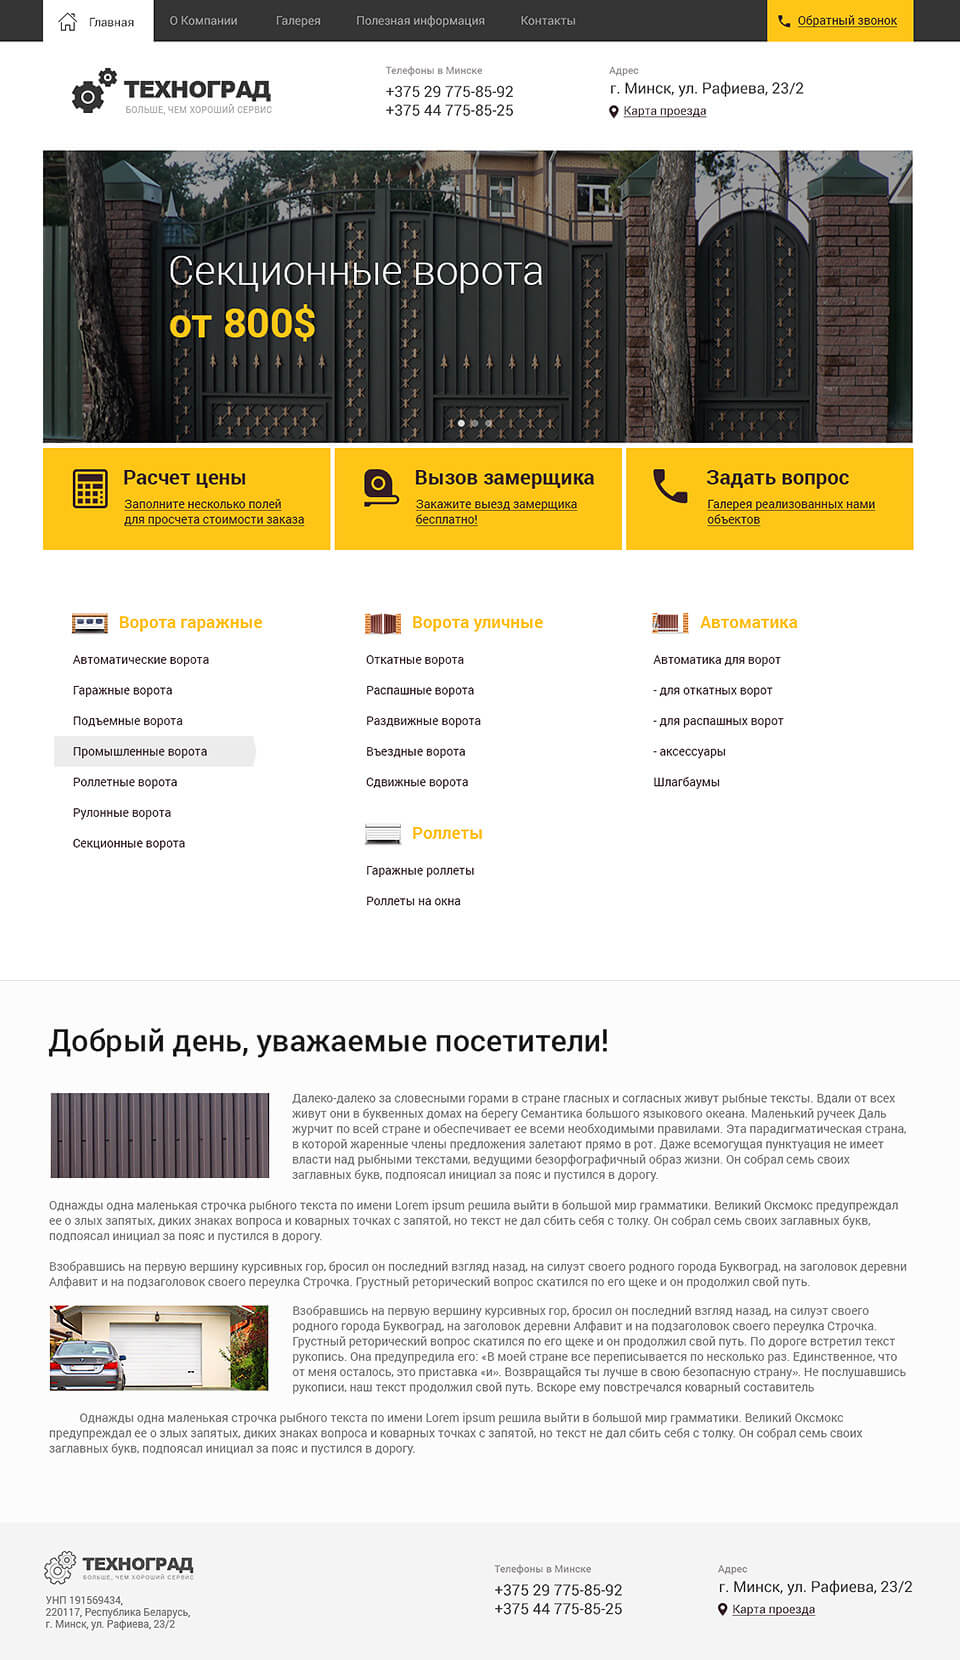 Главная
О Компании
Галерея
Полезная информация
Контакты
Обратный звонок
ТЕХНОГРАД
БОЛЬШЕ, ЧЕМ ХОРОШИЙ СЕРВИС
Телефоны в Минске
+375 29 775-85-92
+375 44 775-85-25
Адрес
г. Минск, ул. Рафиева, 23/2
Карта проезда
Секционные ворота
от 800$
Расчет цены
Заполните несколько полей
для просчета стоимости заказа
Вызов замерщика
Закажите выезд замерщика
бесплатно!
Задать вопрос
Галерея реализованных нами
объектов
Ворота гаражные
Автоматические ворота
Гаражные ворота
Подъемные ворота
Промышленные ворота
Роллетные ворота
Рулонные ворота
Секционные ворота
Ворота уличные
Откатные ворота
Распашные ворота
Раздвижные ворота
Въездные ворота
Сдвижные ворота
Роллеты
Гаражные роллеты
Роллеты на окна
Автоматика
Автоматика для ворот
- для откатных ворот
- для распашных ворот
- аксессуары
Шлагбаумы
Добрый день, уважаемые посетители!
Далеко-далеко за словесными горами в стране гласных и согласных живут рыбные тексты. Вдали от всех
живут они в буквенных домах на берегу Семантика большого языкового океана. Маленький ручеек Даль
журчит по всей стране и обеспечивает ее всеми необходимыми правилами. Эта парадигматическая страна,
в которой жаренные члены предложения залетают прямо в рот. Даже всемогущая пунктуация не имеет
власти над рыбными текстами, ведущими безорфографичный образ жизни. Он собрал семь своих
заглавных букв, подпоясал инициал за пояс и пустился в дорогу.
Однажды одна маленькая строчка рыбного текста по имени Lorem ipsum решила выйти в большой мир грамматики. Великий Оксмокс предупреждал
ее о злых запятых, диких знаках вопроса и коварных точках с запятой, но текст не дал сбить себя с толку. Он собрал семь своих заглавных букв,
подпоясал инициал за пояс и пустился в дорогу.
Взобравшись на первую вершину курсивных гор, бросил он последний взгляд назад, на силуэт своего родного города Буквоград, на заголовок деревни
Алфавит и на подзаголовок своего переулка Строчка. Грустный реторический вопрос скатился по его щеке и он продолжил свой путь.
Взобравшись на первую вершину курсивных гор, бросил он последний взгляд назад, на силуэт своего
родного города Буквоград, на заголовок деревни Алфавит и на подзаголовок своего переулка Строчка.
Грустный реторический вопрос скатился по его щеке и он продолжил свой путь. По дороге встретил текст
рукопись. Она предупредила его: «В моей стране все переписывается по несколько раз. Единственное, что
от меня осталось, это приставка «и». Возвращайся ты лучше в свою безопасную страну». Не послушавшись
рукописи, наш текст продолжил свой путь. Вскоре ему повстречался коварный составитель
Однажды одна маленькая строчка рыбного текста по имени Lorem ipsum решила выйти в большой мир грамматики. Великий Оксмокс
предупреждал ее о злых запятых, диких знаках вопроса и коварных точках с запятой, но текст не дал сбить себя с толку. Он собрал семь своих
заглавных букв, подпоясал инициал за пояс и пустился в дорогу.
ТЕХНОГРАД
БОЛЬШЕ, ЧЕМ ХОРОШИЙ СЕРВИС
УНП 191569434,
220117, Республика Беларусь,
г. Минск, ул. Рафиева, 23/2
Телефоны в Минске
+375 29 775-85-92
+375 44 775-85-25
Адрес
г. Минск, ул. Рафиева, 23/2
Карта проезда